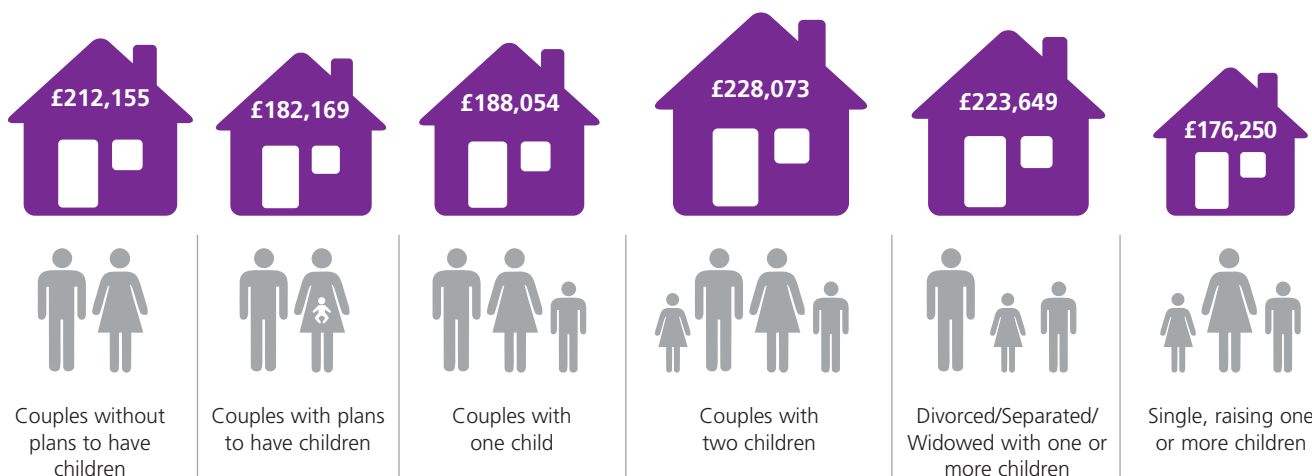 £212,155
£182,169
£188,054
£228,073
£223,649
£176,250
Couples without
plans to have
children
Couples with plans
to have children
Couples with
one child
Couples with
two children
Divorced/Separated/
Widowed with one or
more children
Single, raising one
or more children